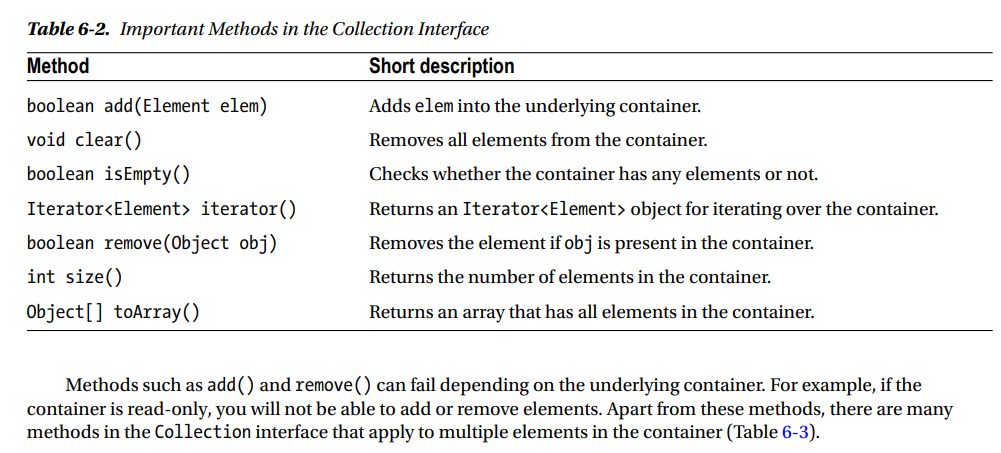 Table 6-2. Important Methods in the Collection Interface
Method Short description
boolean add(Element elem) Adds elem into the underlying container.
void clear() Removes all elements from the container.
boolean isEmpty() Checks whether the container has any elements or not.
Iterator<Element> iterator() Returns an Iterator<Element> object for iterating over the container.
boolean remove(Object obj) Removes the element if obj is present in the container.
int size() Returns the number of elements in the container.
Object[] toArray() Returns an array that has all elements in the container.
Methods such as add() and remove() can fail depending on the underlying container. For example, if the
container is read-only, you will not be able to add or remove elements. Apart from these methods, there are many
methods in the Collection interface that apply to multiple elements in the container (Table 6-3).